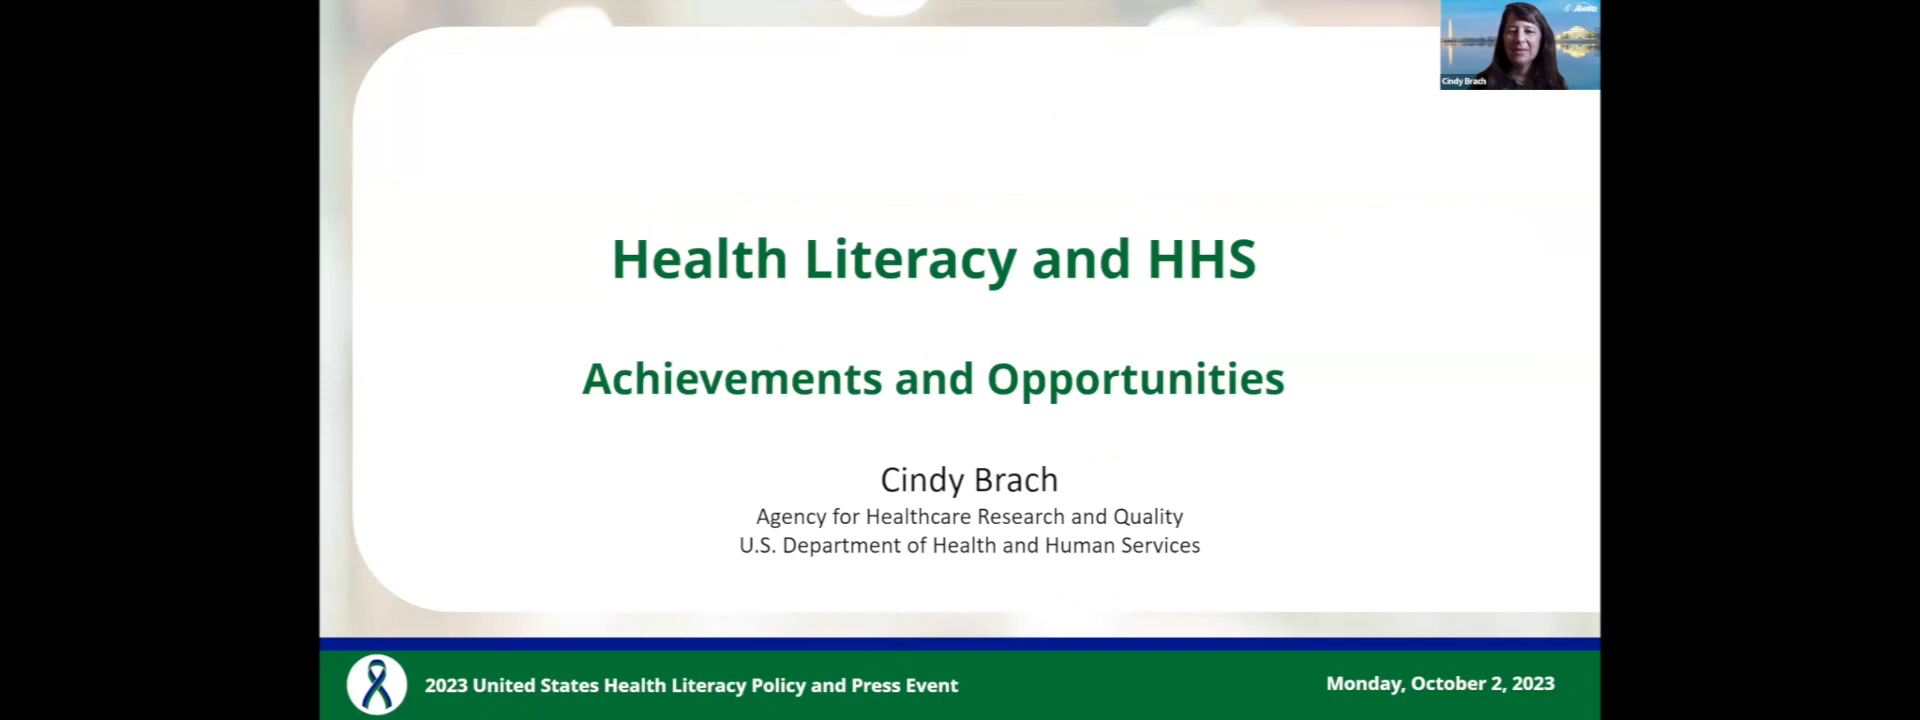 AHRQ
Cindy Brach
Health Literacy and HHS
Achievements and Opportunities
Cindy Brach
Agency for Healthcare Research and Quality
U.S. Department of Health and Human Services
2023 United States Health Literacy Policy and Press Event
Monday, October 2, 2023